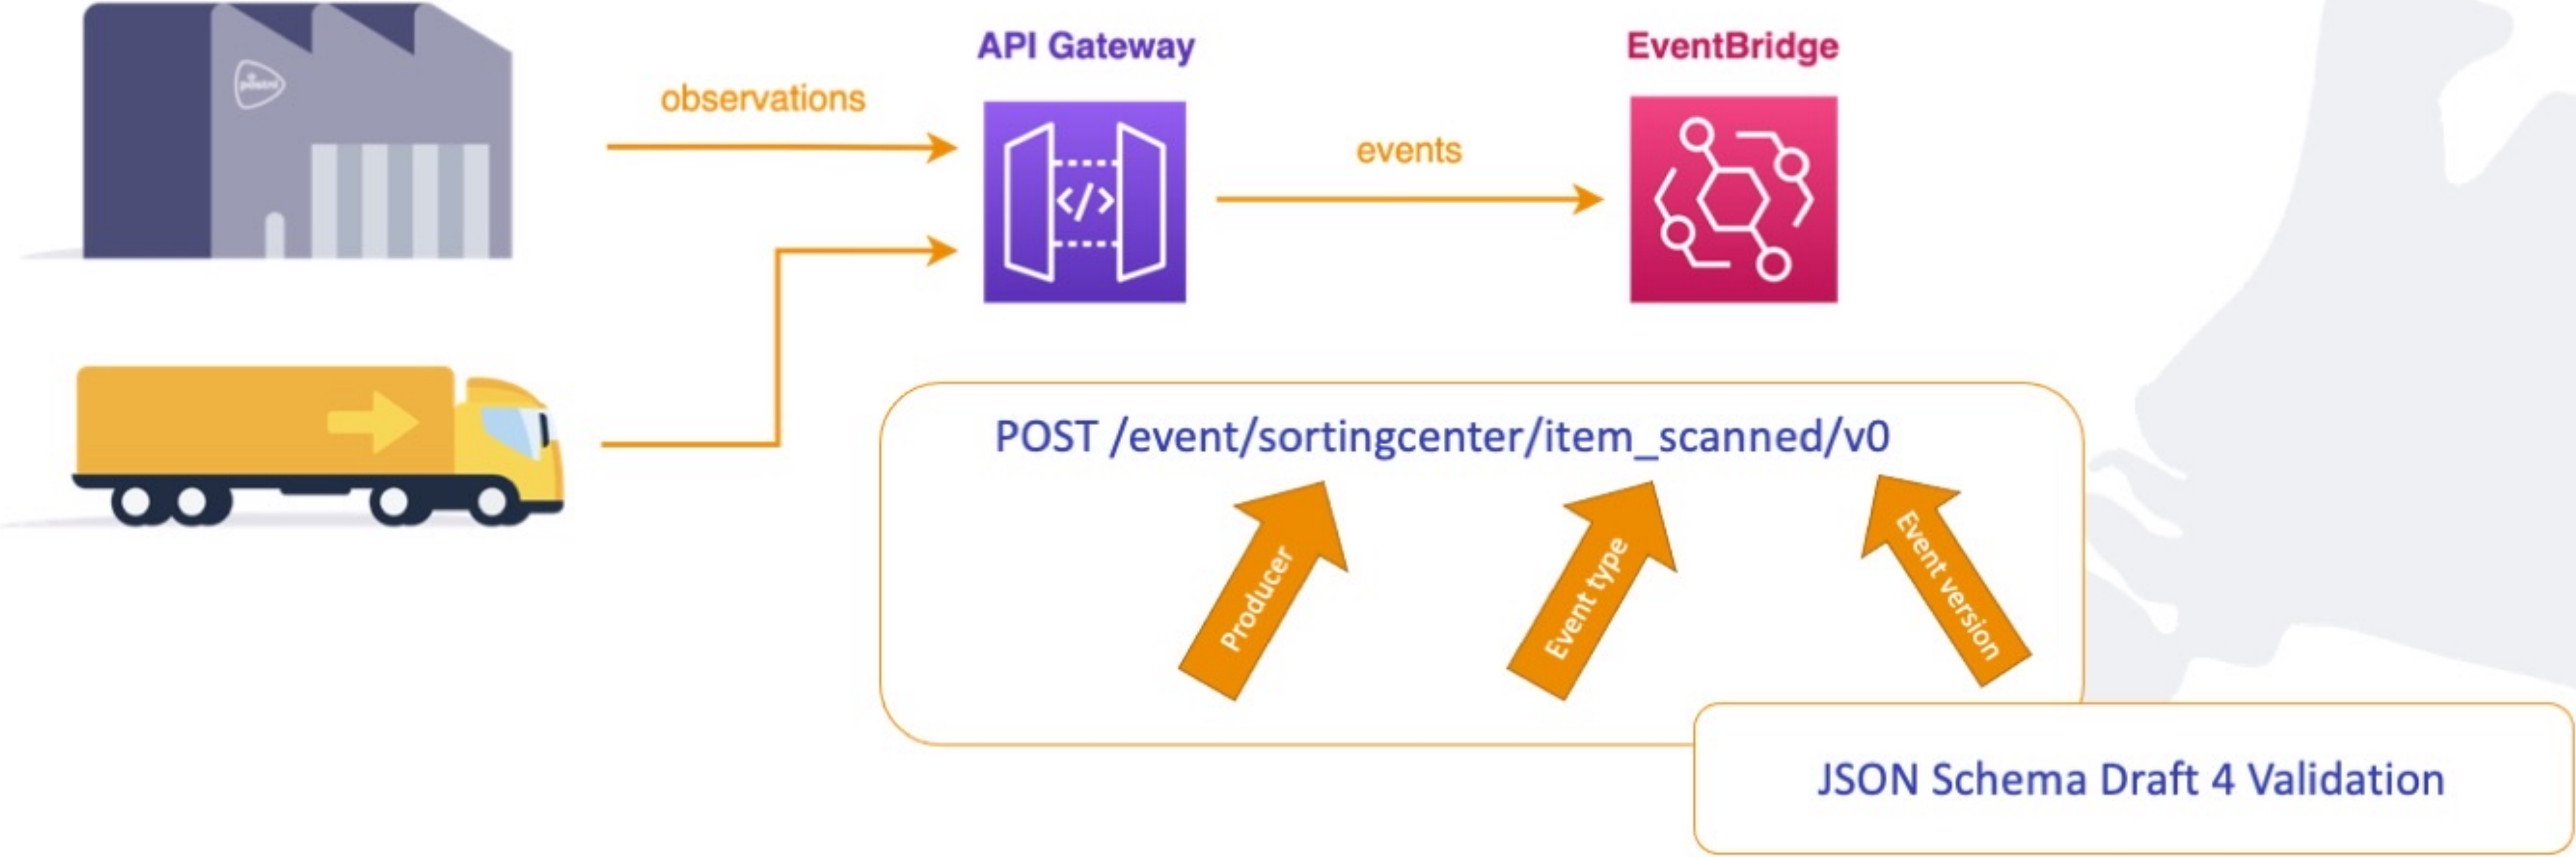 postnl
observations
API Gateway
events
EventBridge
POST /event/sortingcenter/item_scanned/v0
Producer
Event type
Event version
JSON Schema Draft 4 Validation